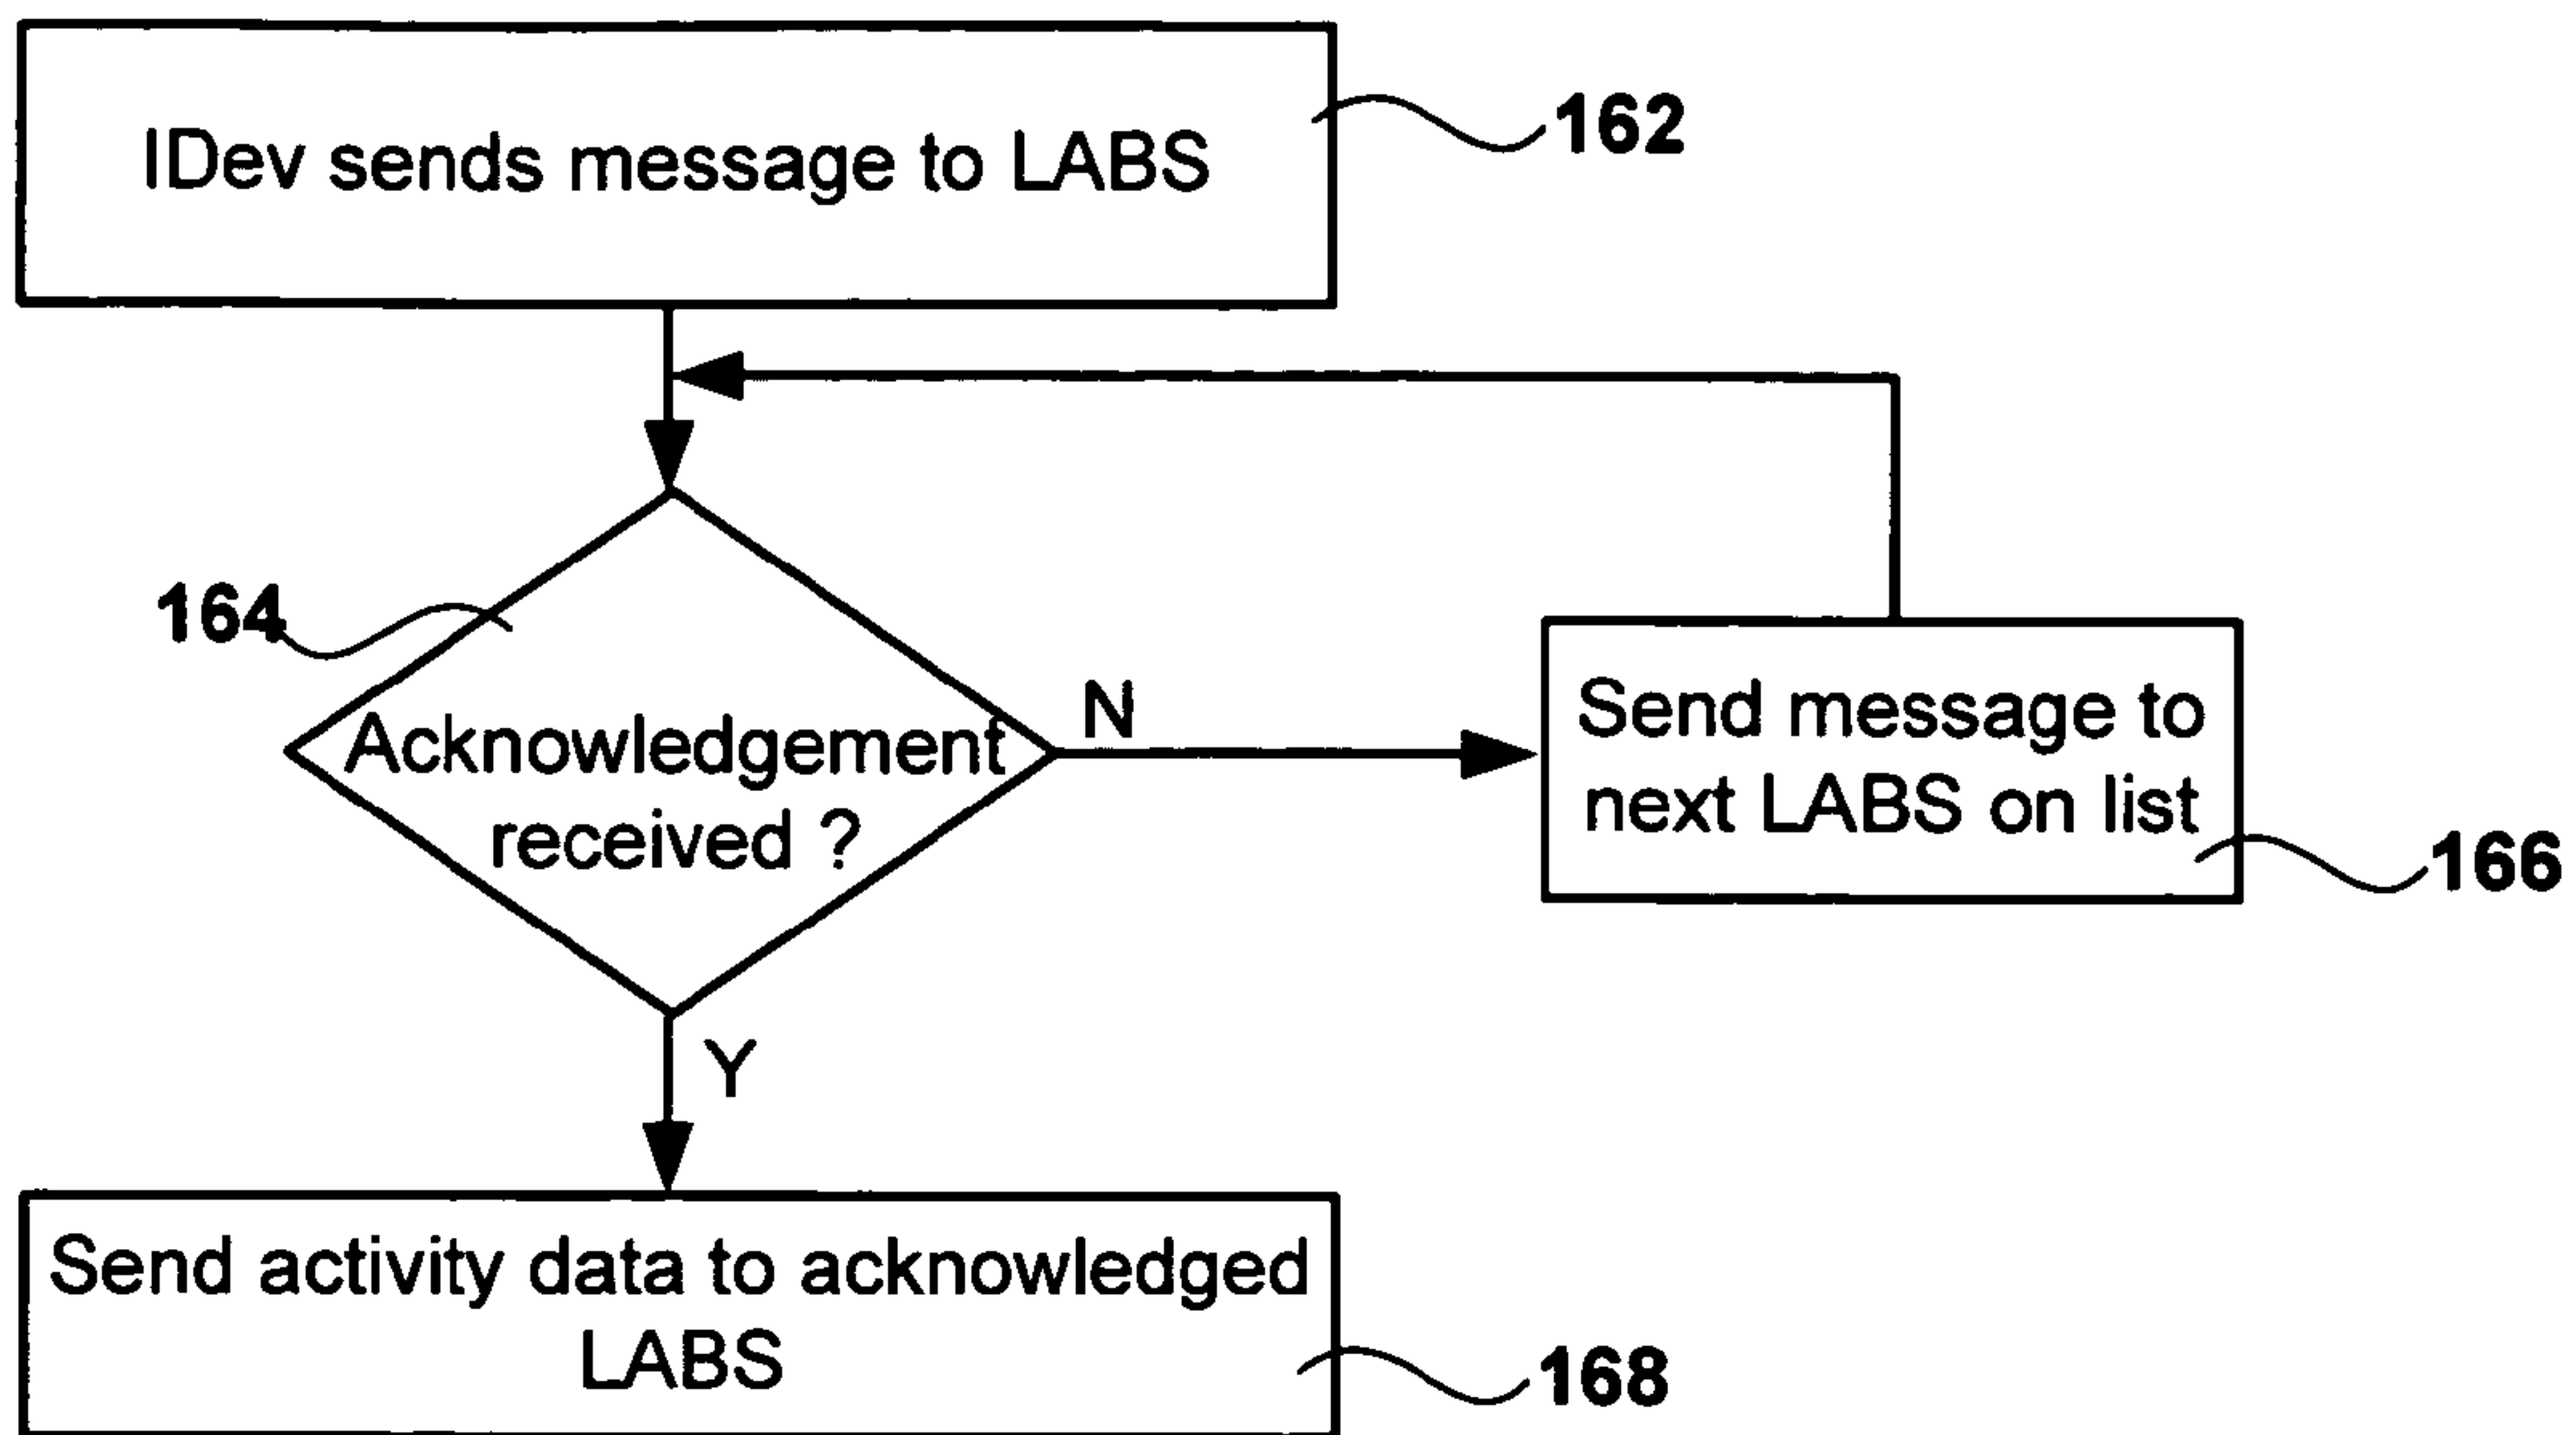 IDev sends message to LABS
162
164
Acknowledgement
received ?
N
Send message to
next LABS on list
166
Y
Send activity data to acknowledged
LABS
168